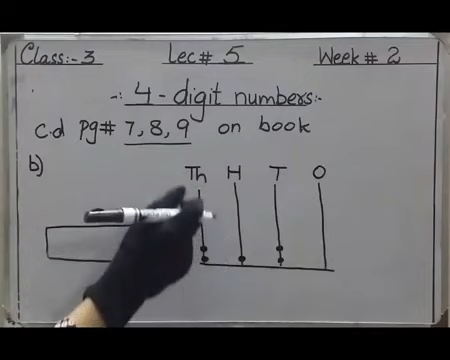 Class:- 3 Lec# 5 Week # 2
-: 4 - digit numbers:-
c.d pg# 7, 8, 9 on book
b) Th H T O